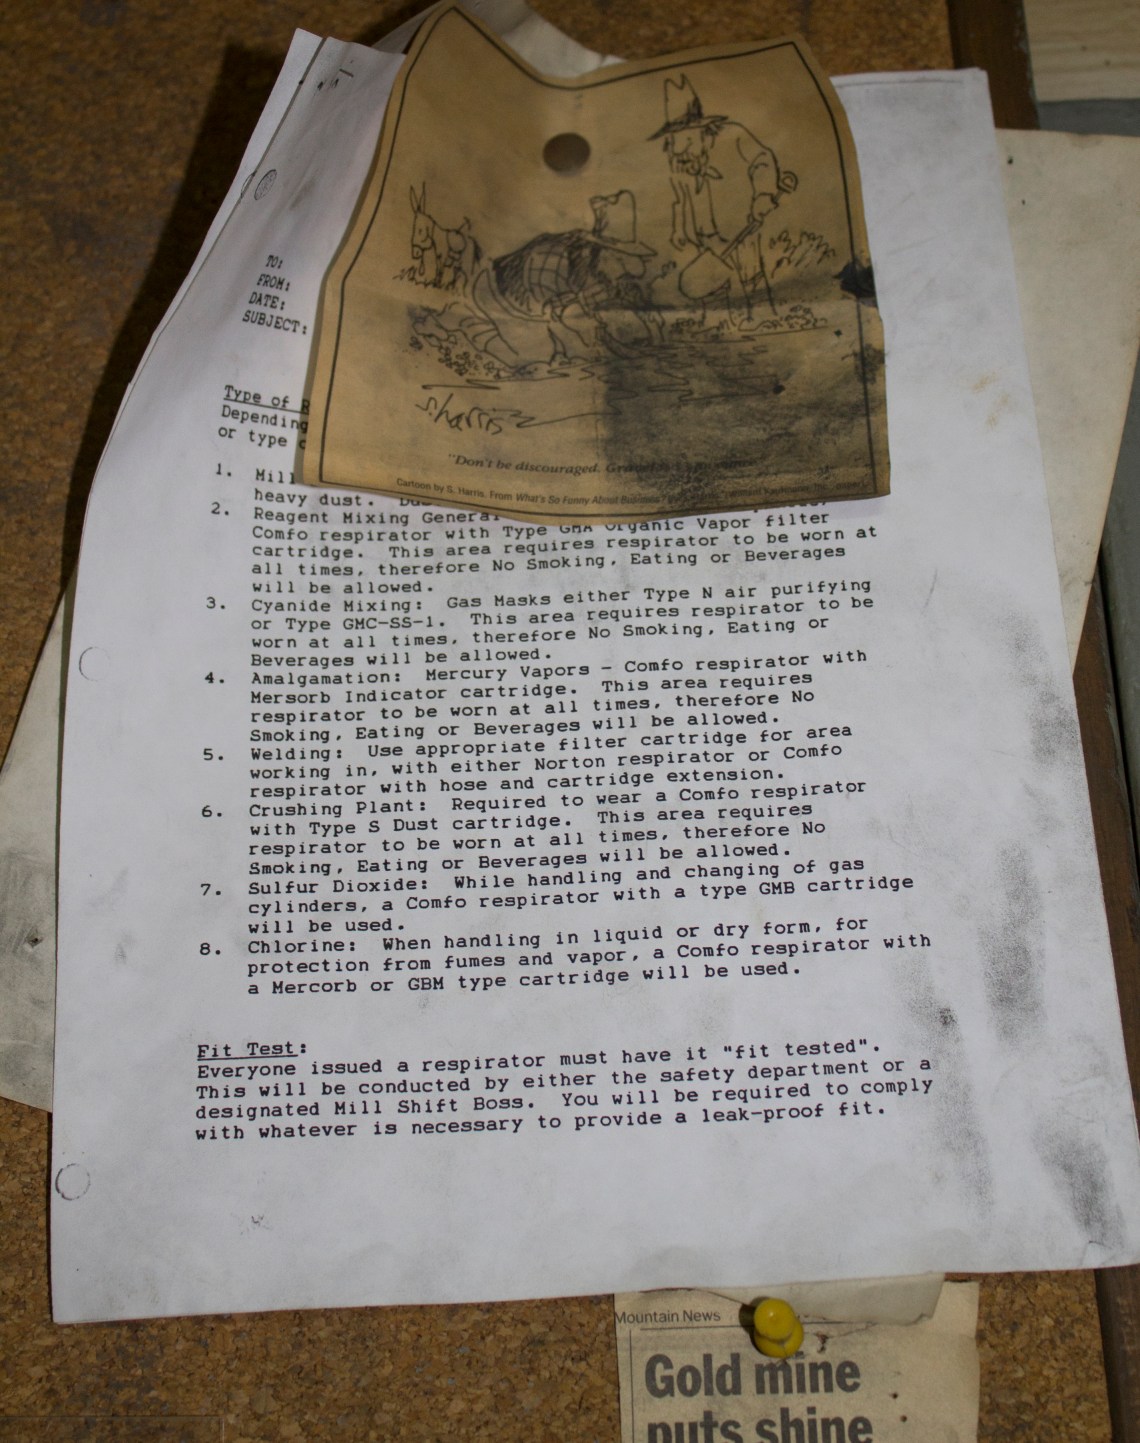 TO:
FROM:
DATE:
SUBJECT:
S. Harris
"Don't be discouraged.
Cartoon by S. Harris. From What's So Funny About Business?
Type of
Depending
or type
1. Mill
heavy dust.
2. Reagent Mixing General
Comfo respirator with Type GMA Organic Vapor filter
cartridge. This area requires respirator to be worn at
all times, therefore No Smoking, Eating or Beverages
will be allowed.
3. Cyanide Mixing: Gas Masks either Type N air purifying
or Type GMC-SS-1. This area requires respirator to be
worn at all times, therefore No Smoking, Eating or
Beverages will be allowed.
4. Amalgamation: Mercury Vapors - Comfo respirator with
Mersorb Indicator cartridge. This area requires
respirator to be worn at all times, therefore No
Smoking, Eating or Beverages will be allowed.
5. Welding: Use appropriate filter cartridge for area
working in, with either Norton respirator or Comfo
respirator with hose and cartridge extension.
6. Crushing Plant: Required to wear a Comfo respirator
with Type S Dust cartridge. This area requires
respirator to be worn at all times, therefore No
Smoking, Eating or Beverages will be allowed.
7. Sulfur Dioxide: While handling and changing of gas
cylinders, a Comfo respirator with a type GMB cartridge
will be used.
8. Chlorine: When handling in liquid or dry form, for
protection from fumes and vapor, a Comfo respirator with
a Mercorb or GBM type cartridge will be used.
Fit Test:
Everyone issued a respirator must have it "fit tested".
This will be conducted by either the safety department or a
designated Mill Shift Boss. You will be required to comply
with whatever is necessary to provide a leak-proof fit.
Mountain News
Gold mine
puts shine